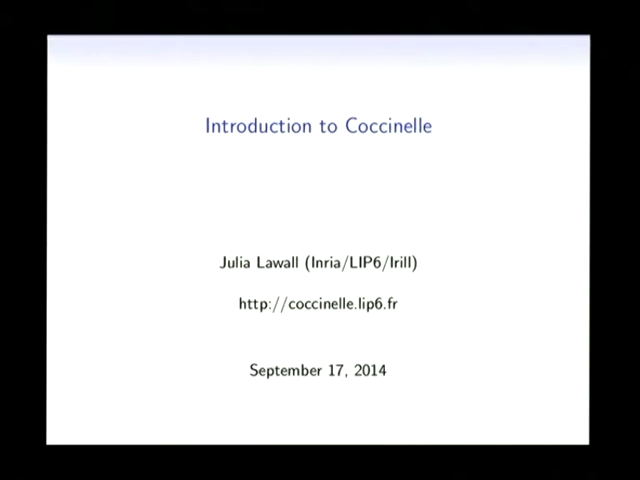 Introduction to Coccinelle
Julia Lawall (Inria/LIP6/Irill)
http://coccinelle.lip6.fr
September 17, 2014